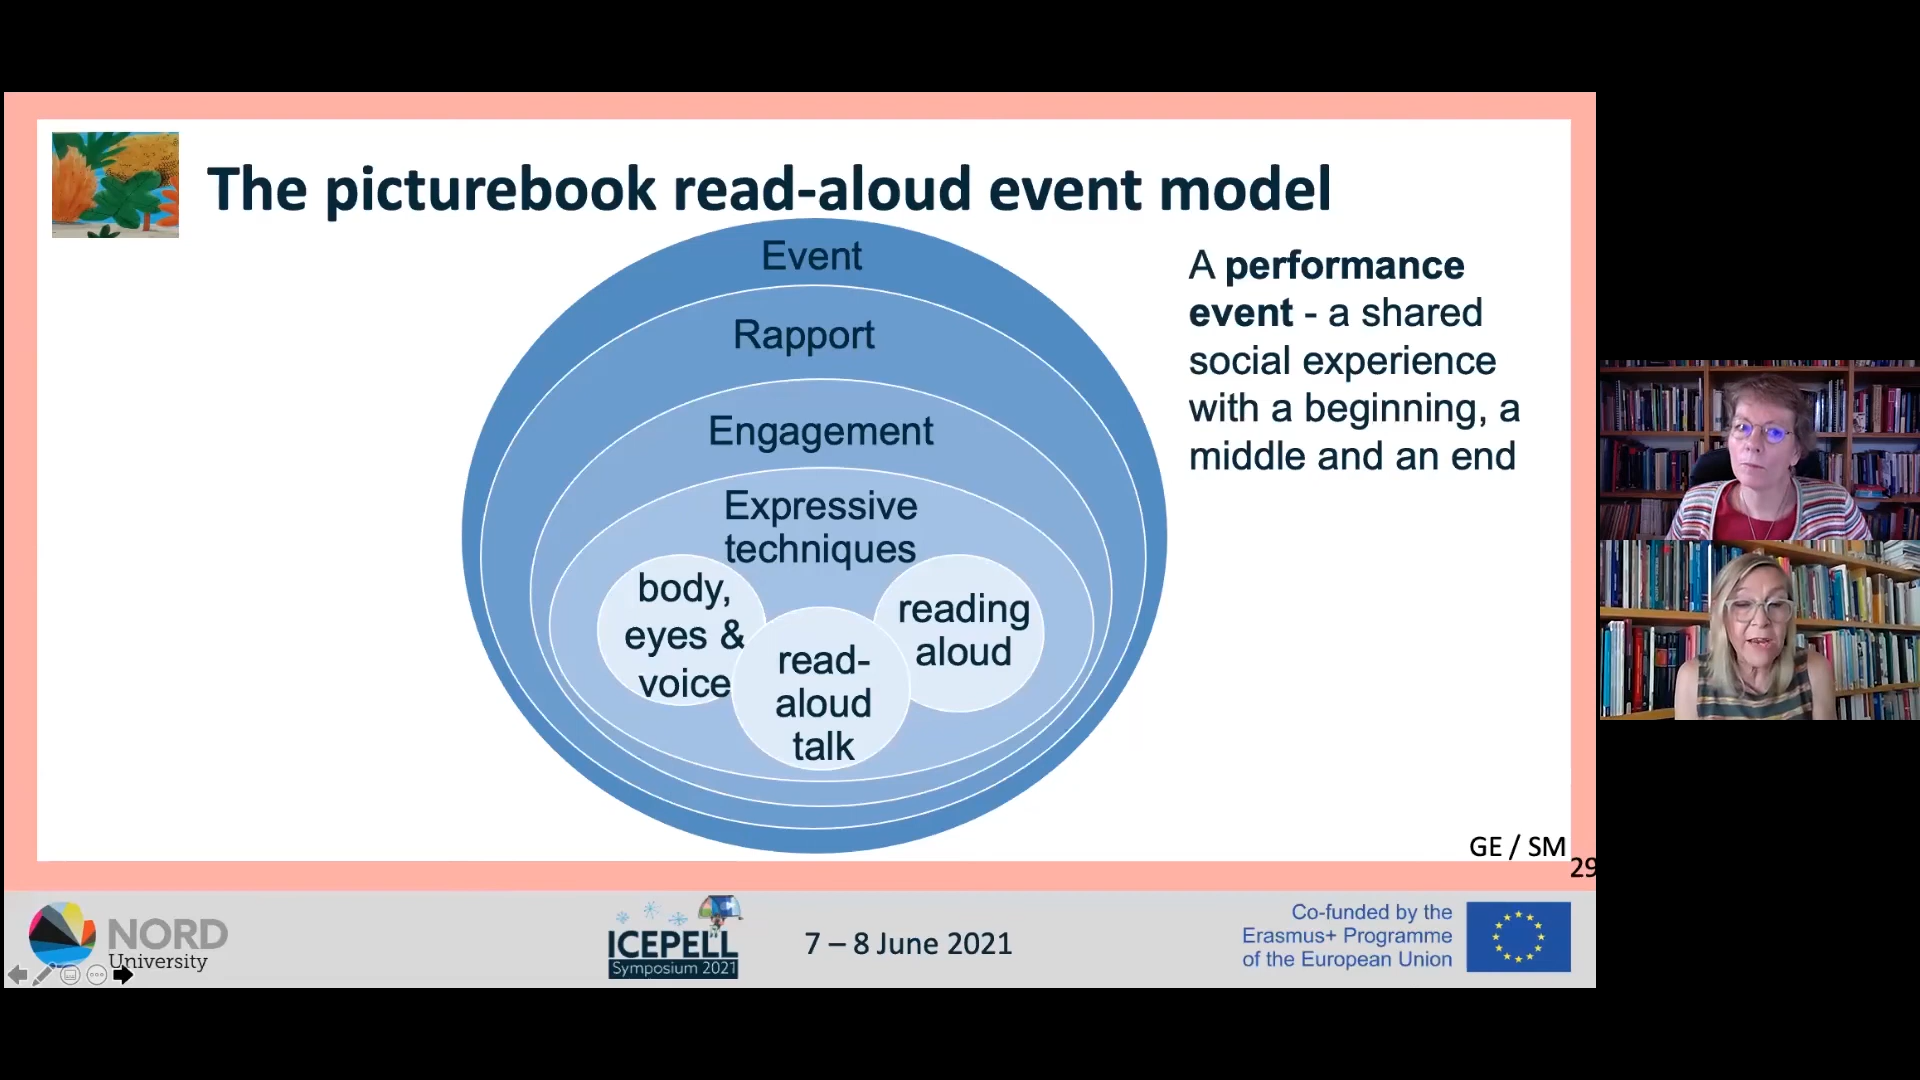 The picturebook read-aloud event model
Event
Rapport
Engagement
Expressive
techniques
body,
eyes &
voice
read-
aloud
talk
reading
aloud
A performance
event - a shared
social experience
with a beginning, a
middle and an end
GE / SM
29
NORD
University
ICEPELL
Symposium 2021
7 – 8 June 2021
Co-funded by the
Erasmus+ Programme
of the European Union